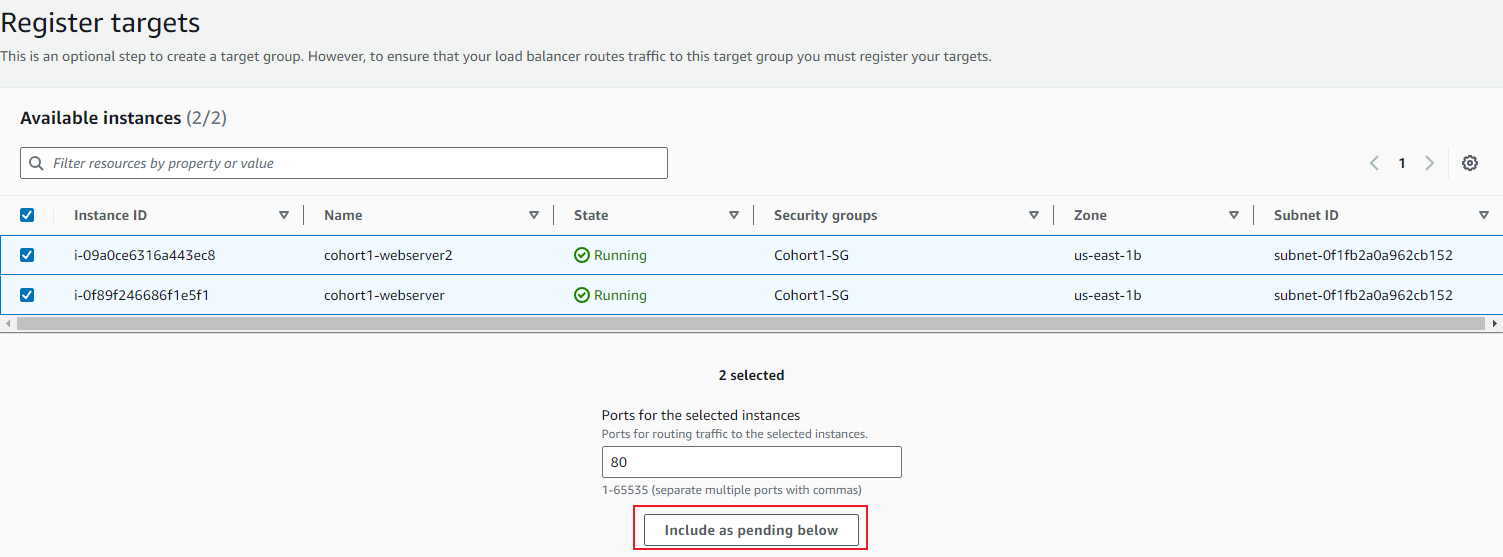 Register targets
This is an optional step to create a target group. However, to ensure that your load balancer routes traffic to this target group you must register your targets.
Available instances (2/2)
Filter resources by property or value
1
Instance ID Name State Security groups Zone Subnet ID
i-09a0ce6316a443ec8 cohort1-webserver2 Running Cohort1-SG us-east-1b subnet-0f1fb2a0a962cb152
i-0f89f246686f1e5f1 cohort1-webserver Running Cohort1-SG us-east-1b subnet-0f1fb2a0a962cb152
2 selected
Ports for the selected instances
Ports for routing traffic to the selected instances.
80
1-65535 (separate multiple ports with commas)
Include as pending below